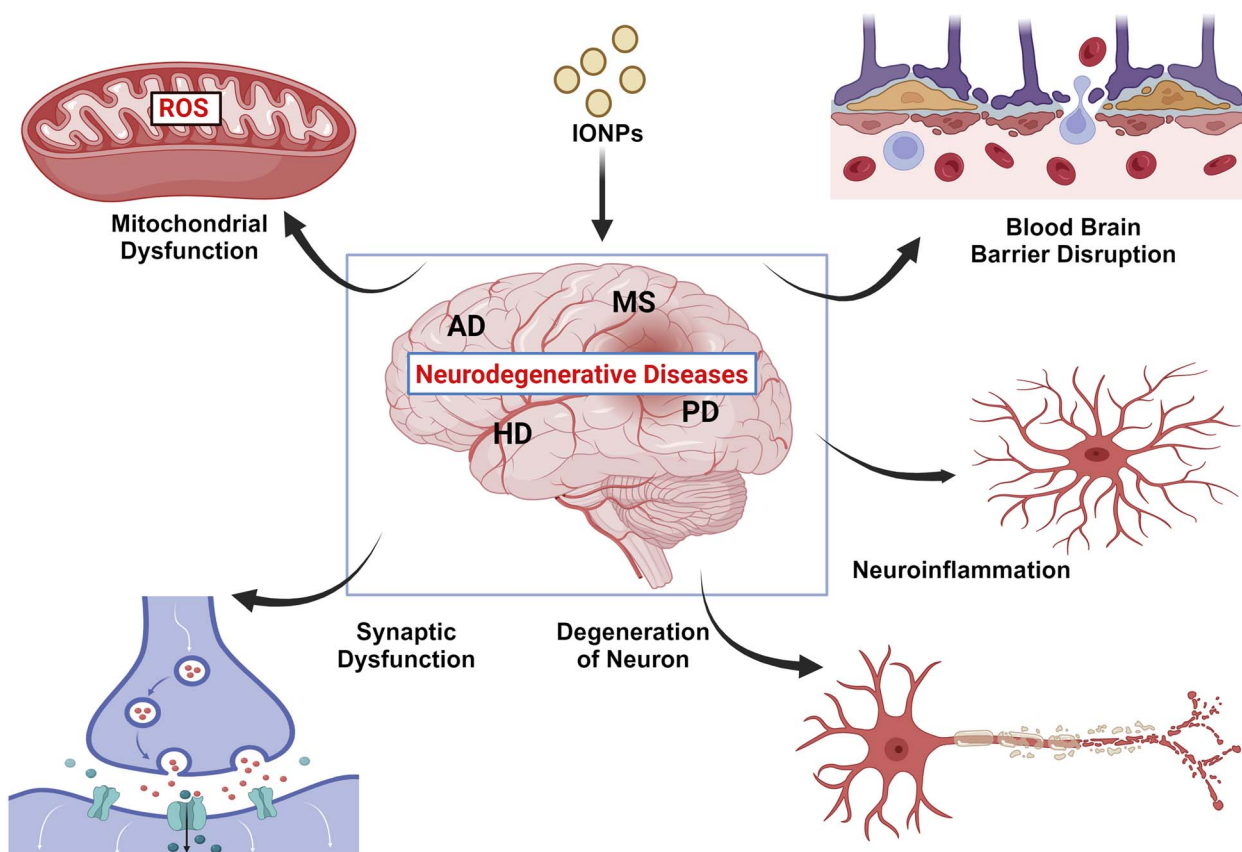 ROS
IONPs
Mitochondrial
Dysfunction
Blood Brain
Barrier Disruption
MS
AD
Neurodegenerative Diseases
PD
HD
Neuroinflammation
Synaptic
Dysfunction
Degeneration
of Neuron